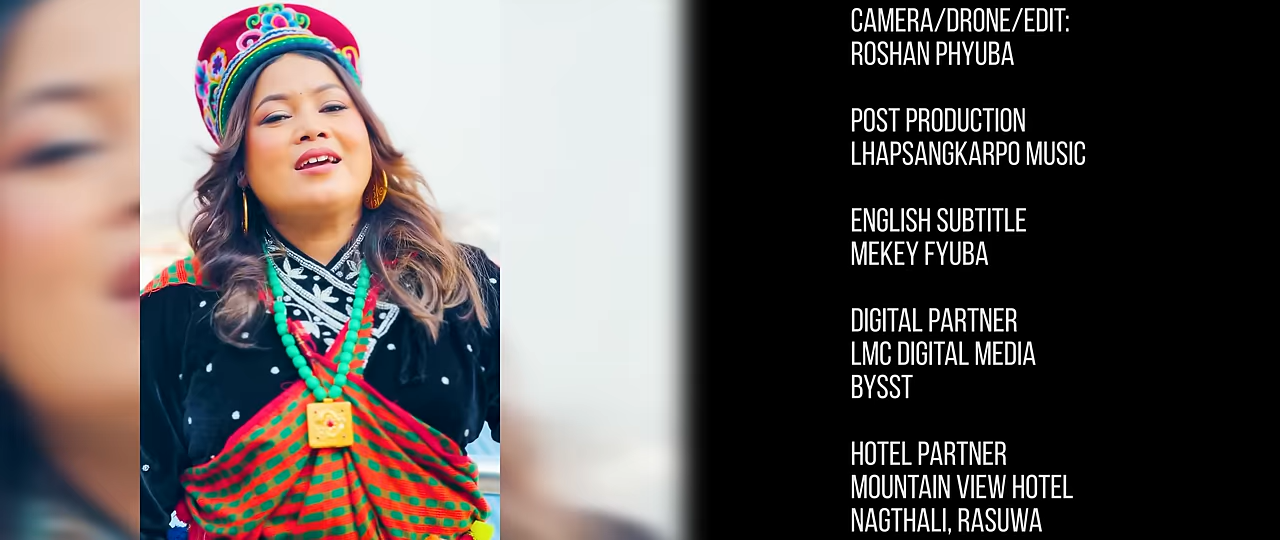 CAMERA/DRONE/EDIT:
ROSHAN PHYUBA
POST PRODUCTION
LHAPSANGKARPO MUSIC
ENGLISH SUBTITLE
MEKEY FYUBA
DIGITAL PARTNER
LMC DIGITAL MEDIA
BYSST
HOTEL PARTNER
MOUNTAIN VIEW HOTEL
NAGTHALI, RASUWA